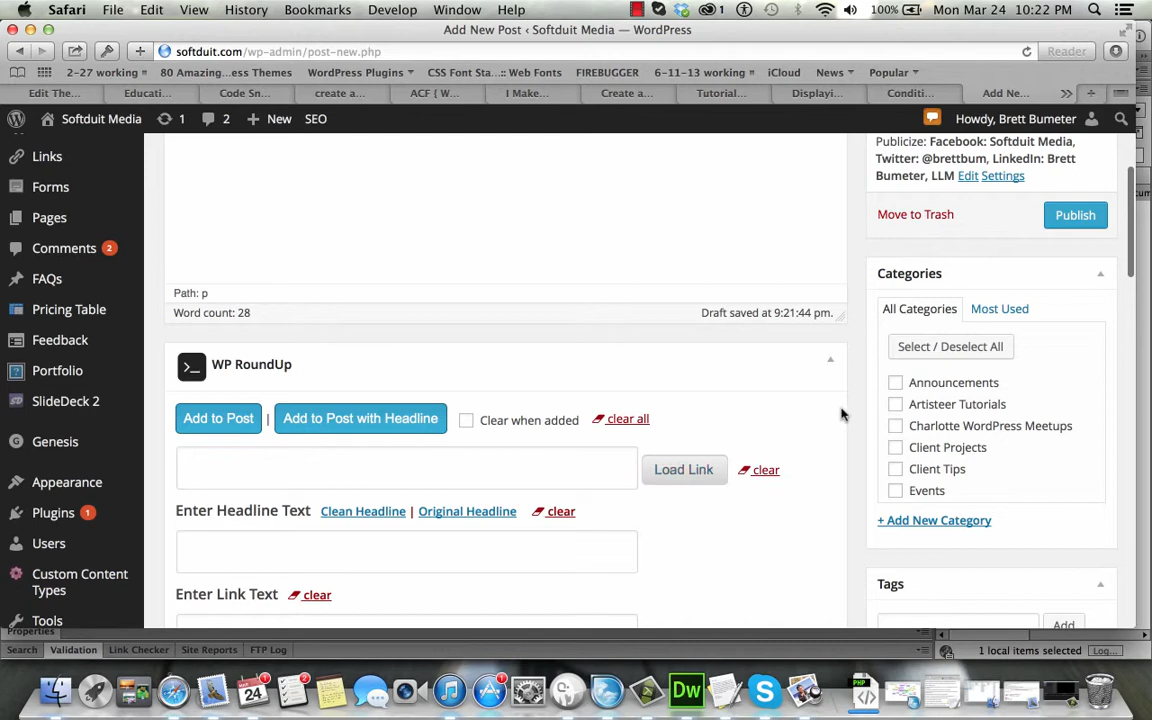 Safari File Edit View History Bookmarks Develop Window Help 1 100% Mon Mar 24 10:22 PM
Add New Post ‹ Softduit Media — WordPress
softduit.com/wp-admin/post-new.php Reader
2-27 working 80 Amazing...ess Themes WordPress Plugins CSS Font Sta...:: Web Fonts FIREBUGGER 6-11-13 working iCloud News Popular
Edit The... Educati... Code Sn... create a... ACF { W... I Make... Create a... Tutorial... Displayi... Conditi... Add Ne...
Softduit Media 1 2 New SEO Howdy, Brett Bumeter
Links
Forms
Pages
Comments 2
FAQs
Pricing Table
Feedback
Portfolio
SlideDeck 2
Genesis
Appearance
Plugins 1
Users
Custom Content
Types
Tools
Path: p
Word count: 28 Draft saved at 9:21:44 pm.
WP RoundUp
Add to Post | Add to Post with Headline Clear when added clear all
Load Link clear
Enter Headline Text Clean Headline | Original Headline clear
Enter Link Text clear
Publicize: Facebook: Softduit Media,
Twitter: @brettbum, LinkedIn: Brett
Bumeter, LLM Edit Settings
Move to Trash Publish
Categories
All Categories Most Used
Select / Deselect All
Announcements
Artisteer Tutorials
Charlotte WordPress Meetups
Client Projects
Client Tips
Events
+ Add New Category
Tags
Add
Properties
Search Validation Link Checker Site Reports FTP Log 1 local items selected Log...
MAR
24
1
1
Dw
PHP